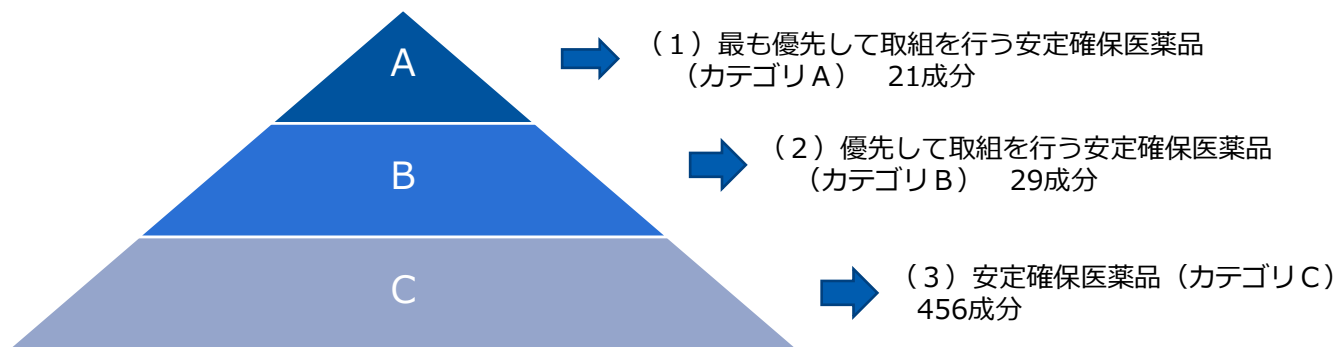 A
（１）最も優先して取組を行う安定確保医薬品
（カテゴリＡ）　21成分
B
（２）優先して取組を行う安定確保医薬品
（カテゴリＢ）　29成分
C
（３）安定確保医薬品（カテゴリＣ）
456成分